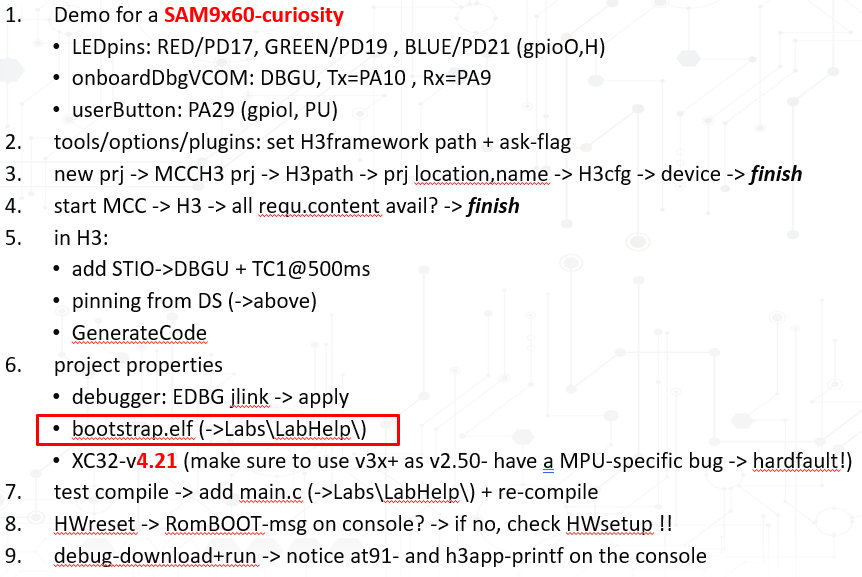 1. Demo for a SAM9x60-curiosity
• LEDpins: RED/PD17, GREEN/PD19 , BLUE/PD21 (gpioO,H)
• onboardDbgVCOM: DBGU, Tx=PA10 , Rx=PA9
• userButton: PA29 (gpioI, PU)
2. tools/options/plugins: set H3framework path + ask-flag
3. new prj -> MCCH3 prj -> H3path -> prj location,name -> H3cfg -> device -> finish
4. start MCC -> H3 -> all requ.content avail? -> finish
5. in H3:
• add STIO->DBGU + TC1@500ms
• pinning from DS (->above)
• GenerateCode
6. project properties
• debugger: EDBG jlink -> apply
• bootstrap.elf (->Labs\LabHelp\)
• XC32-v4.21 (make sure to use v3x+ as v2.50- have a MPU-specific bug -> hardfault!)
7. test compile -> add main.c (->Labs\LabHelp\) + re-compile
8. HWreset -> RomBOOT-msg on console? -> if no, check HWsetup !!
9. debug-download+run -> notice at91- and h3app-printf on the console